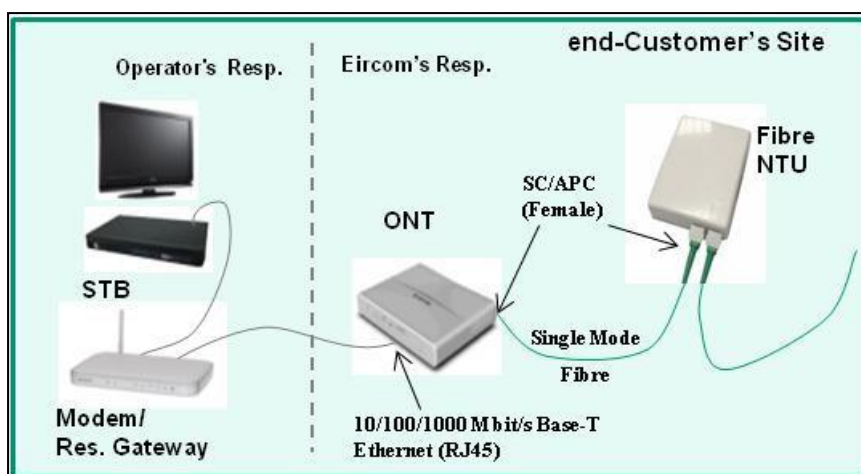 end-Customer's Site
Operator's Resp.
Eircom's Resp.
Fibre
NTU
SC/APC
(Female)
ONT
STB
Single Mode
Fibre
10/100/1000 Mbit/s Base-T
Ethernet (RJ45)
Modem/
Res. Gateway